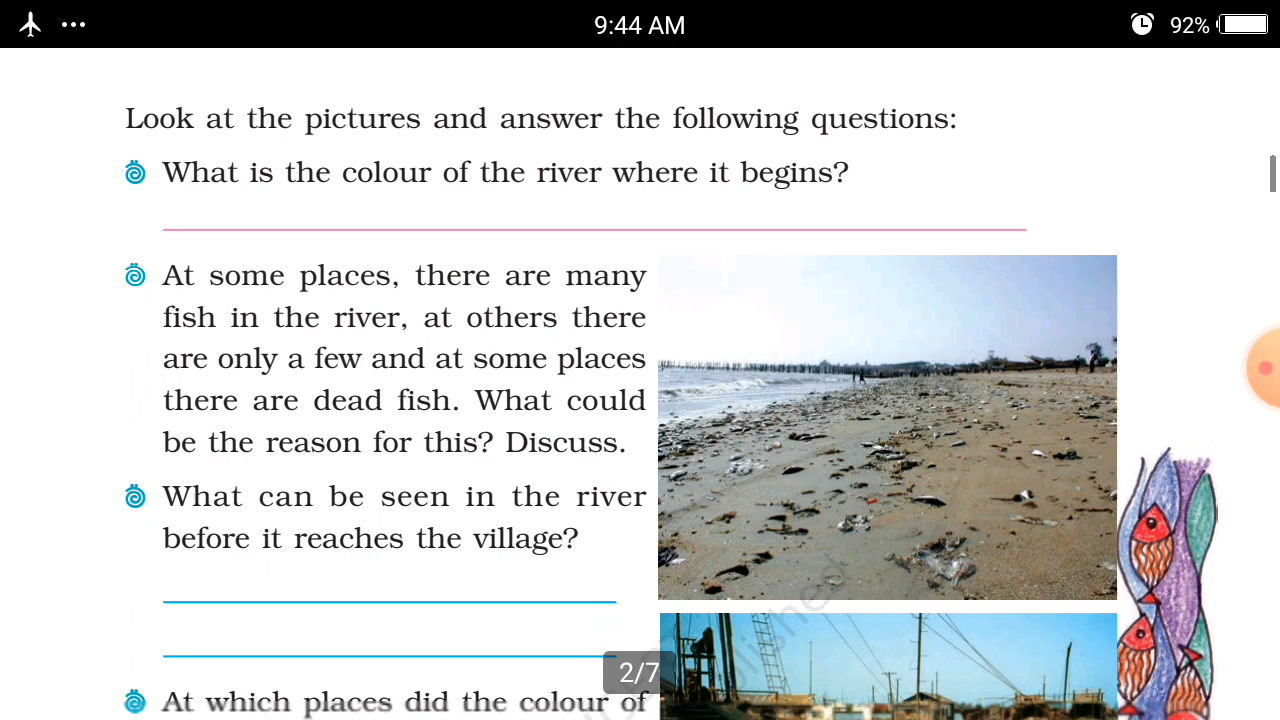 9:44 AM
92%
Look at the pictures and answer the following questions:
What is the colour of the river where it begins?
At some places, there are many
fish in the river, at others there
are only a few and at some places
there are dead fish. What could
be the reason for this? Discuss.
What can be seen in the river
before it reaches the village?
2/7
At which places did the colour of